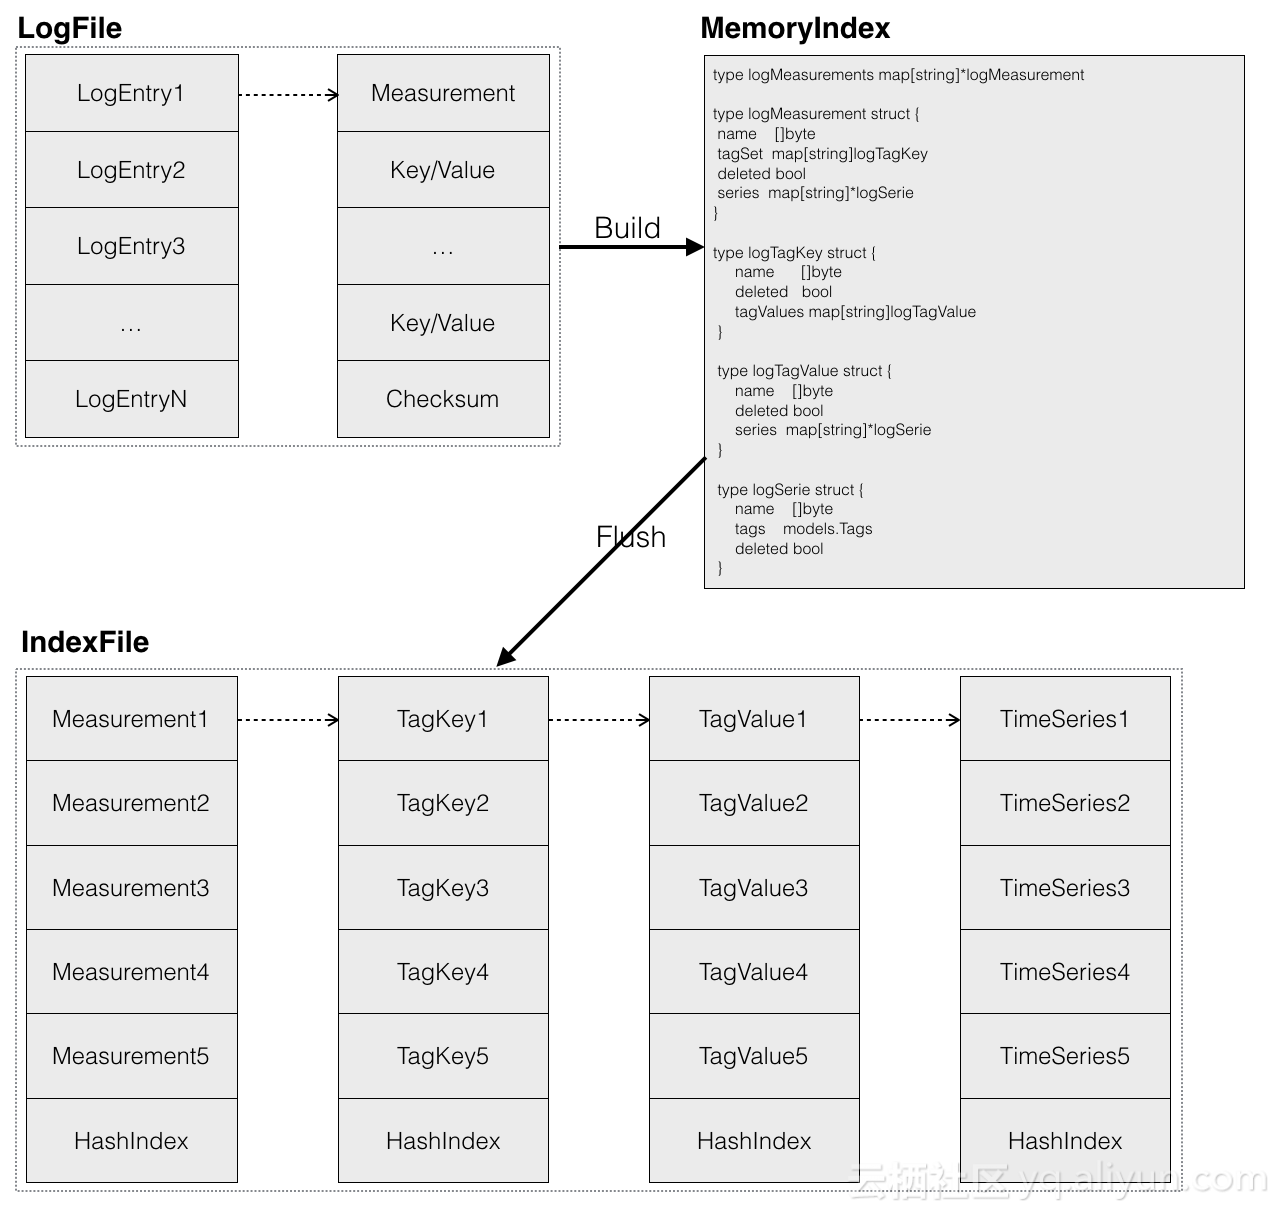 LogFile
LogEntry1
LogEntry2
LogEntry3
...
LogEntryN
Measurement
Key/Value
...
Key/Value
Checksum
Build
MemoryIndex
type logMeasurements map[string]*logMeasurement
type logMeasurement struct {
name []byte
tagSet map[string]logTagKey
deleted bool
series map[string]*logSerie
}
type logTagKey struct {
name []byte
deleted bool
tagValues map[string]logTagValue
}
type logTagValue struct {
name []byte
deleted bool
series map[string]*logSerie
}
type logSerie struct {
name []byte
tags models.Tags
deleted bool
}
Flush
IndexFile
Measurement1
Measurement2
Measurement3
Measurement4
Measurement5
HashIndex
TagKey1
TagKey2
TagKey3
TagKey4
TagKey5
HashIndex
TagValue1
TagValue2
TagValue3
TagValue4
TagValue5
HashIndex
TimeSeries1
TimeSeries2
TimeSeries3
TimeSeries4
TimeSeries5
HashIndex
云栖社区 yq.aliyun.com